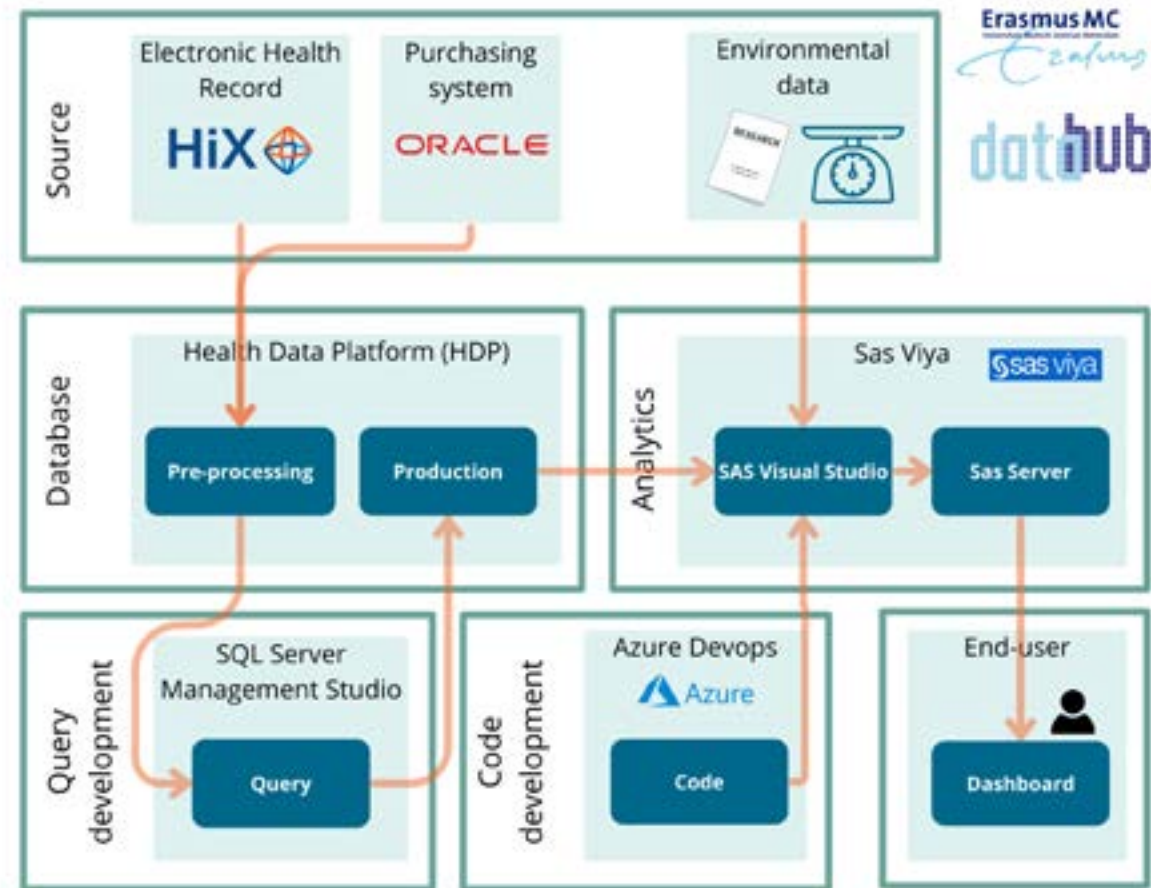 Erasmus MC
Electronic Health
Record
HiX
Purchasing
system
ORACLE
Environmental
data
RESEARCH
datahub
Source
Health Data Platform (HDP)
Pre-processing
Production
Database
Sas Viya
sas viya
SAS Visual Studio
Sas Server
Analytics
SQL Server
Management Studio
Query
Query
development
Azure Devops
Azure
Code
Code
development
End-user
Dashboard